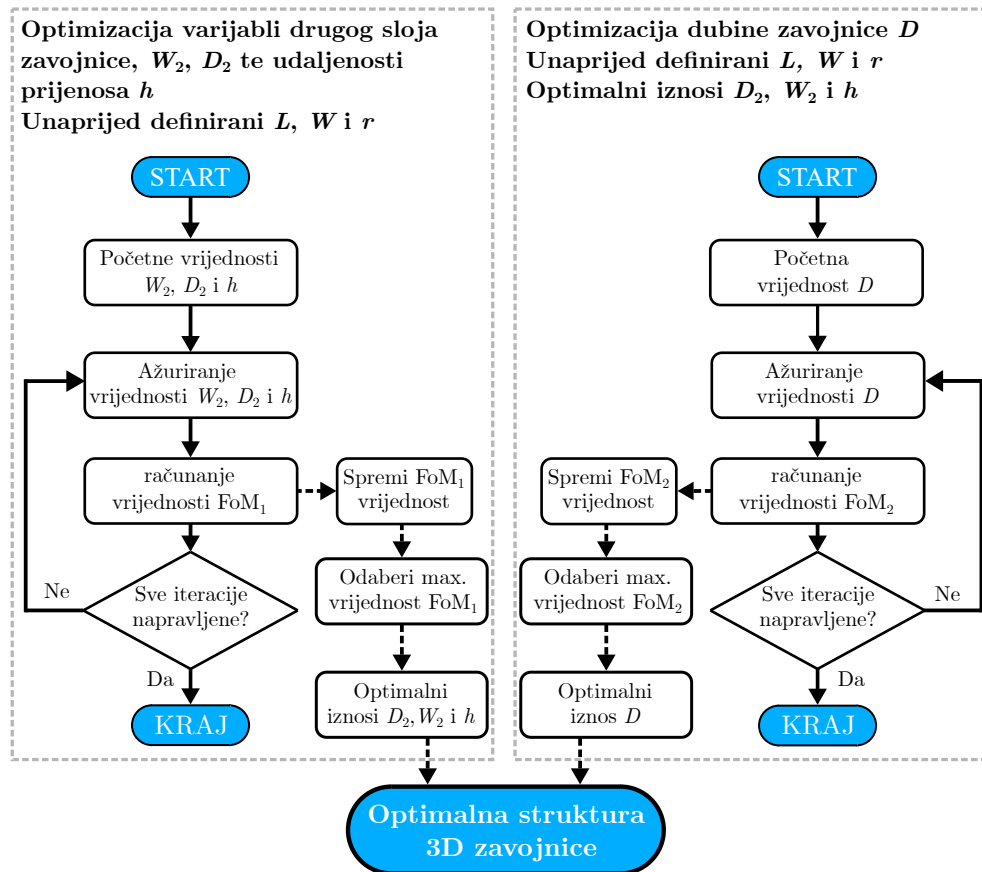 Optimizacija varijabli drugog sloja
zavojnice, W₂, D₂ te udaljenosti
prijenosa h
Unaprijed definirani L, W i r
START
Početne vrijednosti
W₂, D₂ i h
Ažuriranje
vrijednosti W₂, D₂ i h
računanje
vrijednosti FoM₁
Spremi FoM₁
vrijednost
Ne
Sve iteracije
napravljene?
Odaberi max.
vrijednost FoM₁
Da
KRAJ
Optimalni
iznosi D₂, W₂ i h
Optimizacija dubine zavojnice D
Unaprijed definirani L, W i r
Optimalni iznosi D₂, W₂ i h
START
Početna
vrijednost D
Ažuriranje
vrijednosti D
računanje
vrijednosti FoM₂
Spremi FoM₂
vrijednost
Odaberi max.
vrijednost FoM₂
Sve iteracije
napravljene?
Ne
Optimalni
iznos D
Da
KRAJ
Optimalna struktura
3D zavojnice